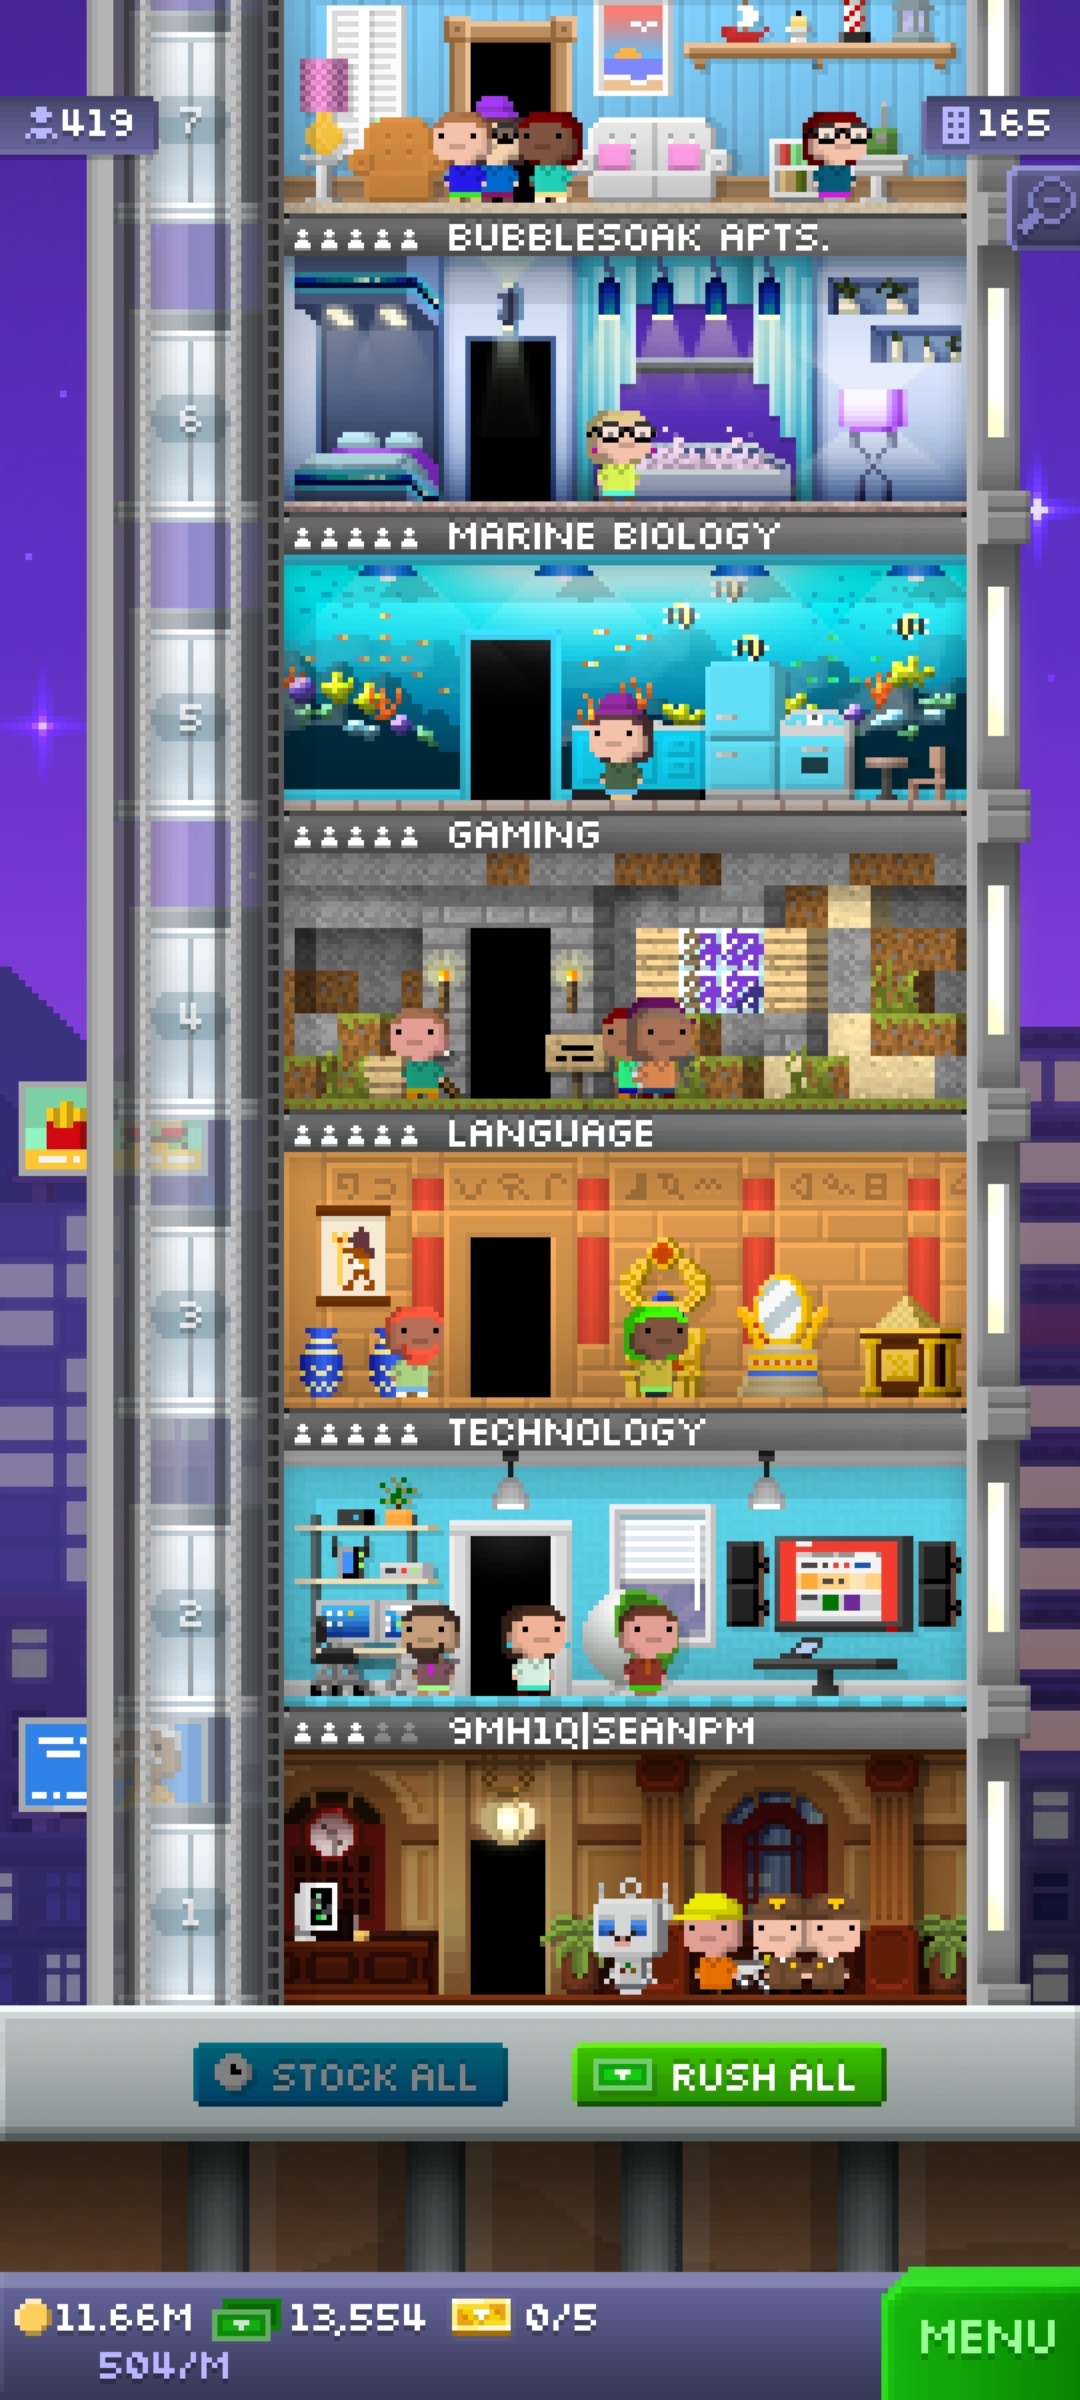 7
419
165
BUBBLESOAK APTS.
6
MARINE BIOLOGY
5
GAMING
4
LANGUAGE
3
TECHNOLOGY
2
9MH1Q|SEANPM
1
STOCK ALL
RUSH ALL
11.66M
13,554
0/5
504/M
MENU